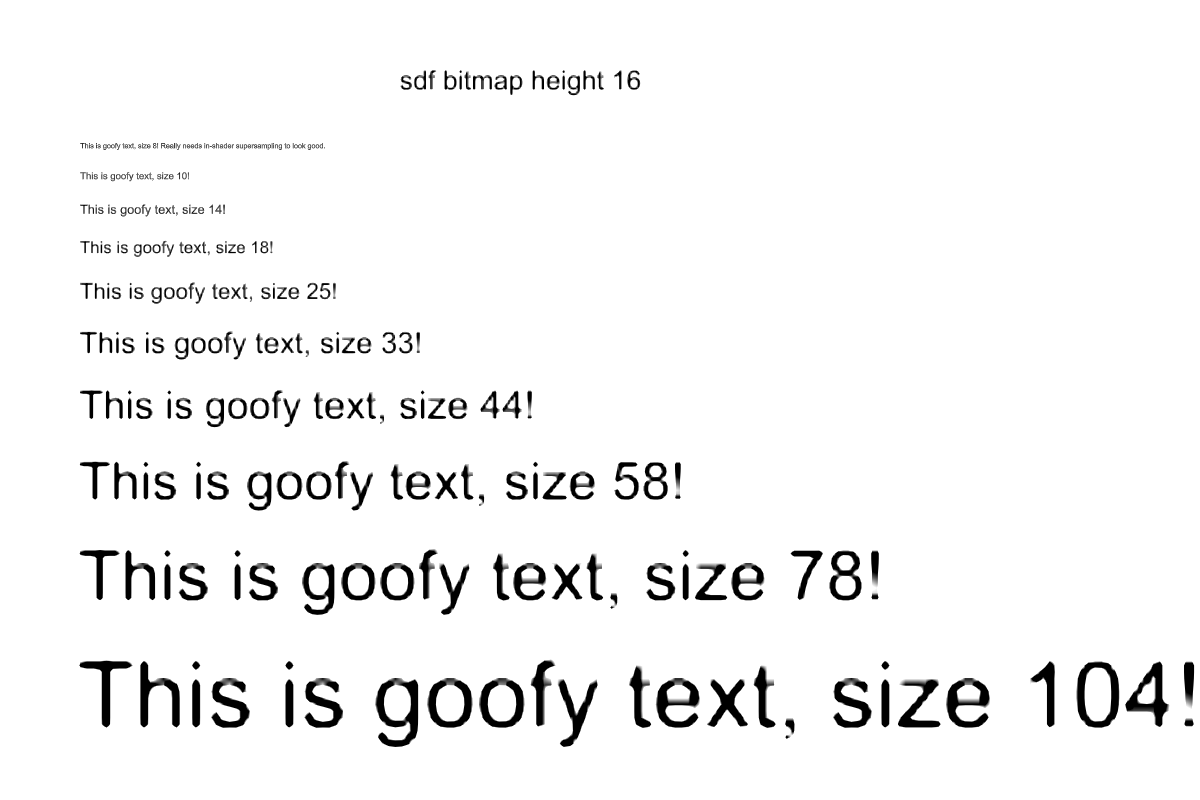 sdf bitmap height 16
This is goofy text, size 8! Really needs in-shader supersampling to look good.
This is goofy text, size 10!
This is goofy text, size 14!
This is goofy text, size 18!
This is goofy text, size 25!
This is goofy text, size 33!
This is goofy text, size 44!
This is goofy text, size 58!
This is goofy text, size 78!
This is goofy text, size 104!